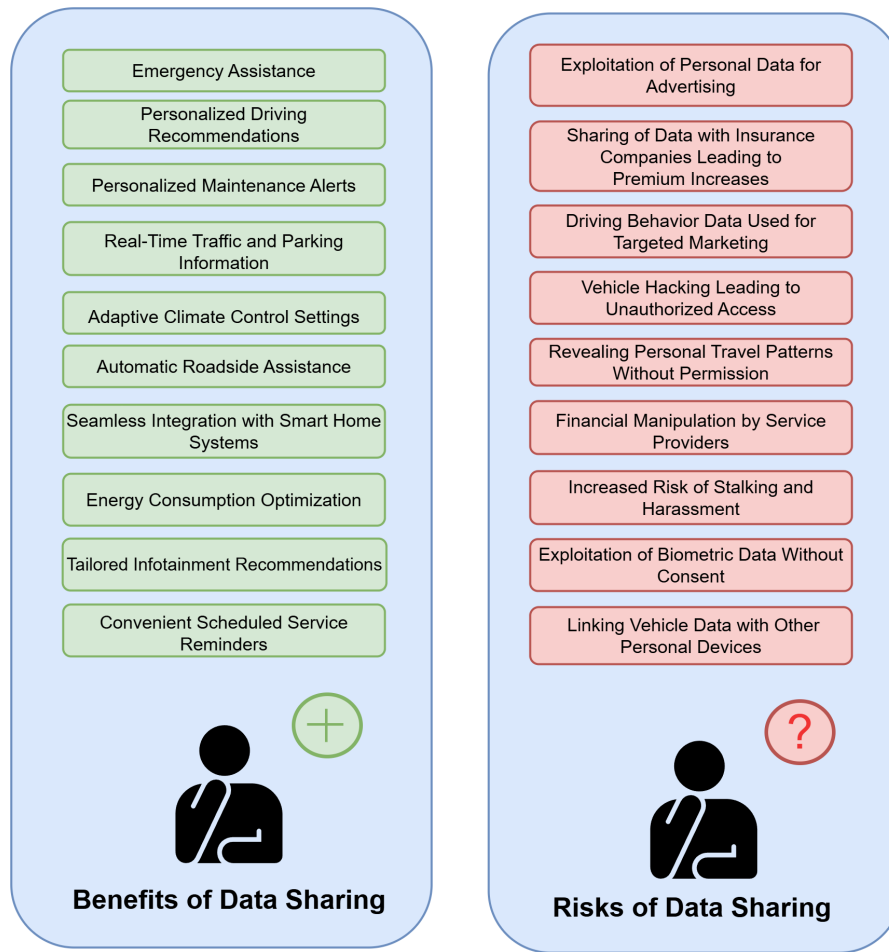 Emergency Assistance
Personalized Driving
Recommendations
Personalized Maintenance Alerts
Real-Time Traffic and Parking
Information
Adaptive Climate Control Settings
Automatic Roadside Assistance
Seamless Integration with Smart Home
Systems
Energy Consumption Optimization
Tailored Infotainment Recommendations
Convenient Scheduled Service
Reminders
+
Benefits of Data Sharing
Exploitation of Personal Data for
Advertising
Sharing of Data with Insurance
Companies Leading to
Premium Increases
Driving Behavior Data Used for
Targeted Marketing
Vehicle Hacking Leading to
Unauthorized Access
Revealing Personal Travel Patterns
Without Permission
Financial Manipulation by Service
Providers
Increased Risk of Stalking and
Harassment
Exploitation of Biometric Data Without
Consent
Linking Vehicle Data with Other
Personal Devices
?
Risks of Data Sharing